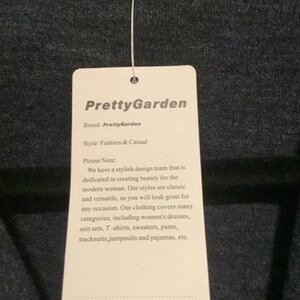 PrettyGarden
Brand: PrettyGarden
Style: Fashion & Casual
Please Note:
We have a stylish design team that is
dedicated to creating beauty for the
modern woman. Our styles are classic
and versatile, so you will look great for
any occasion. Our clothing covers many
categories, including women's dresses,
suit sets, T -shirts, sweaters, pants,
tracksuits,jumpsuits and pajamas, etc.